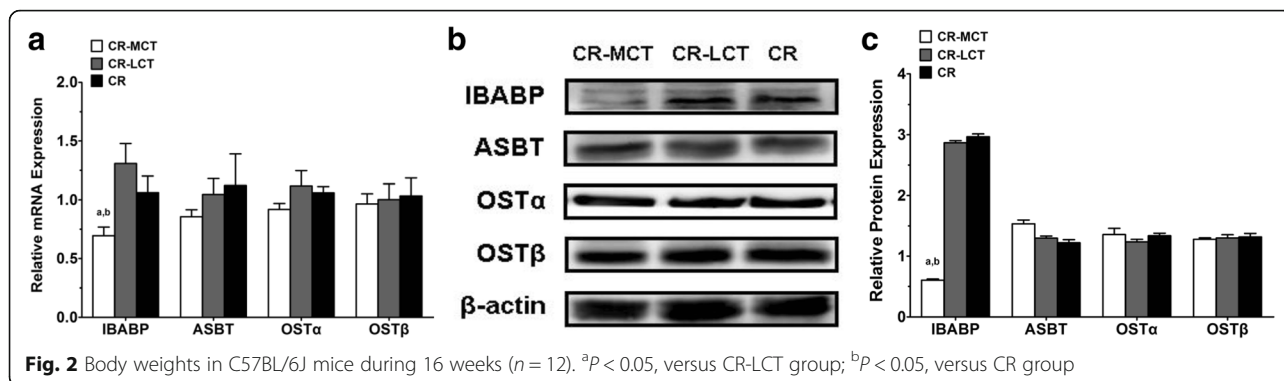 a
CR-MCT
CR-LCT
CR
Relative mRNA Expression
2.0
1.5
1.0
0.5
0.0
a,b
IBABP ASBT OSTα OSTβ
b
CR-MCT CR-LCT CR
IBABP
ASBT
OSTα
OSTβ
β-actin
c
CR-MCT
CR-LCT
CR
Relative Protein Expression
4
3
2
1
0
a,b
IBABP ASBT OSTα OSTβ
Fig. 2 Body weights in C57BL/6J mice during 16 weeks (n = 12). ᵃP < 0.05, versus CR-LCT group; ᵇP < 0.05, versus CR group